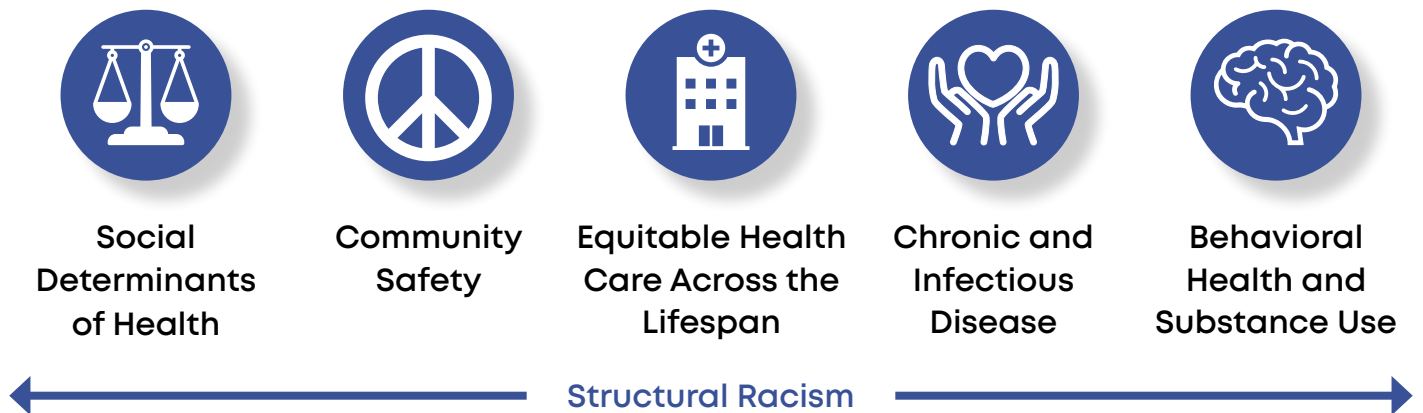 Social
Determinants
of Health
Community
Safety
Equitable Health
Care Across the
Lifespan
Chronic and
Infectious
Disease
Behavioral
Health and
Substance Use
Structural Racism